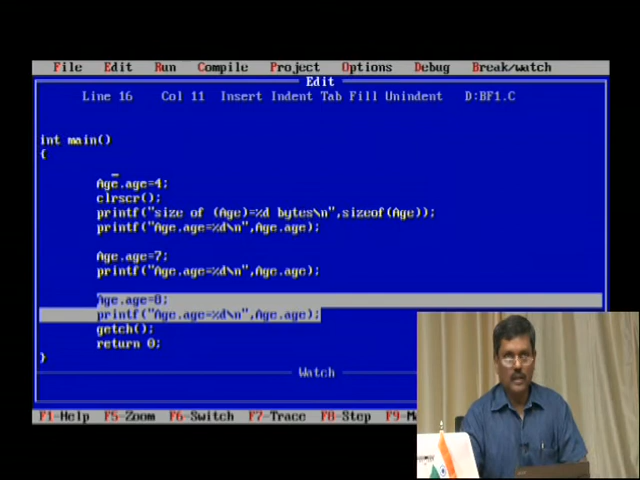 File Edit Run Compile Project Options Debug Break/watch
Edit
Line 16 Col 11 Insert Indent Tab Fill Unindent D:BF1.C
int main()
{
Age.age=4;
clrscr();
printf("size of (Age)=%d bytes\n",sizeof(Age));
printf("Age.age=%d\n",Age.age);
Age.age=7;
printf("Age.age=%d\n",Age.age);
Age.age=8;
printf("Age.age=%d\n",Age.age);
getch();
return 0;
}
Watch
F1-Help F5-Zoom F6-Switch F7-Trace F8-Step